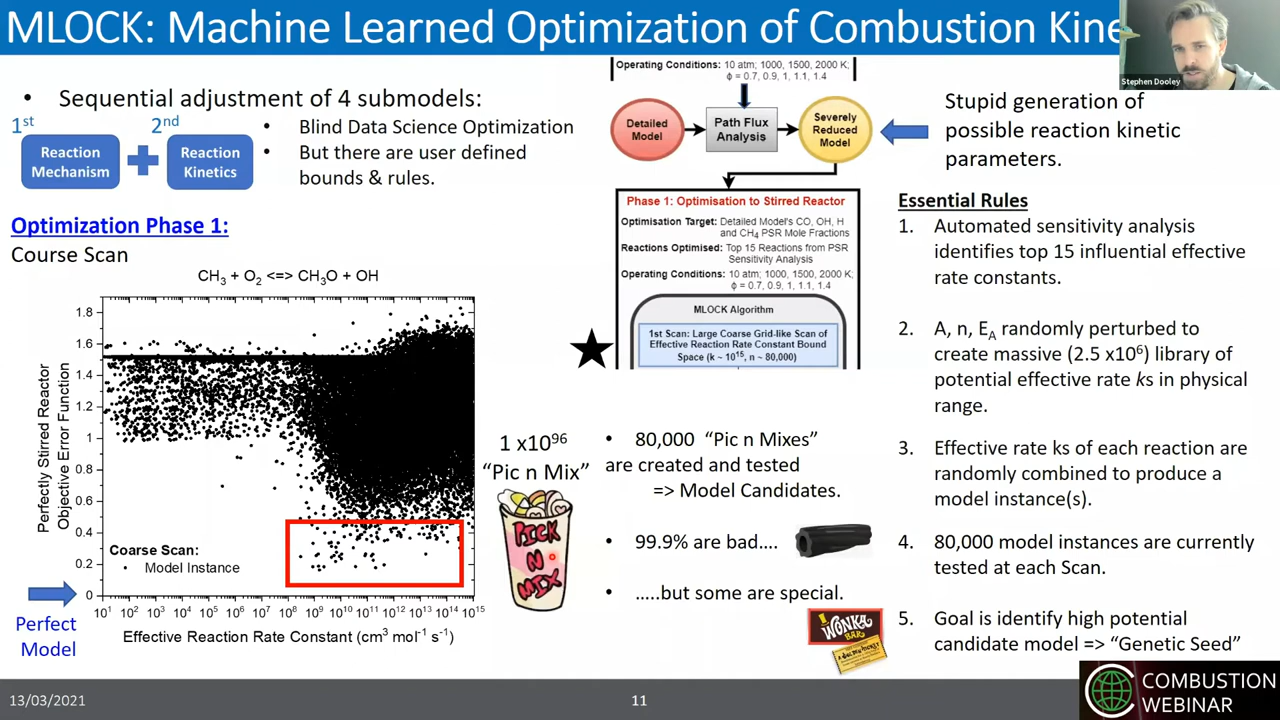 MLOCK: Machine Learned Optimization of Combustion Kine
Stephen Dooley
• Sequential adjustment of 4 submodels:
1st
2nd
Reaction
Mechanism
Reaction
Kinetics
• Blind Data Science Optimization
• But there are user defined
bounds & rules.
Optimization Phase 1:
Course Scan
CH3 + O2 <=> CH3O + OH
Perfectly Stirred Reactor
Objective Error Function
1.8
1.6
1.4
1.2
1
0.8
0.6
0.4
0.2
0
Coarse Scan:
• Model Instance
10^1 10^2 10^3 10^4 10^5 10^6 10^7 10^8 10^9 10^10 10^11 10^12 10^13 10^14 10^15
Effective Reaction Rate Constant (cm^3 mol^-1 s^-1)
Perfect
Model
Operating Conditions: 10 atm; 1000, 1500, 2000 K;
ϕ = 0.7, 0.9, 1, 1.1, 1.4
Detailed
Model
Path Flux
Analysis
Severely
Reduced
Model
Phase 1: Optimisation to Stirred Reactor
Optimisation Target: Detailed Model's CO, OH, H
and CH4 PSR Mole Fractions
Reactions Optimised: Top 15 Reactions from PSR
Sensitivity Analysis
Operating Conditions: 10 atm; 1000, 1500, 2000 K;
ϕ = 0.7, 0.9, 1, 1.1, 1.4
MLOCK Algorithm
1st Scan: Large Coarse Grid-like Scan of
Effective Reaction Rate Constant Bound
Space (k ~ 10^15, n ~ 80,000)
1 x10^96
"Pic n Mix"
PICK
N
MIX
• 80,000 "Pic n Mixes"
are created and tested
=> Model Candidates.
• 99.9% are bad....
• .....but some are special.
WONKA
BAR
Stupid generation of
possible reaction kinetic
parameters.
Essential Rules
1. Automated sensitivity analysis
identifies top 15 influential effective
rate constants.
2. A, n, EA randomly perturbed to
create massive (2.5 x10^6) library of
potential effective rate ks in physical
range.
3. Effective rate ks of each reaction are
randomly combined to produce a
model instance(s).
4. 80,000 model instances are currently
tested at each Scan.
5. Goal is identify high potential
candidate model => "Genetic Seed"
13/03/2021
11
COMBUSTION
WEBINAR